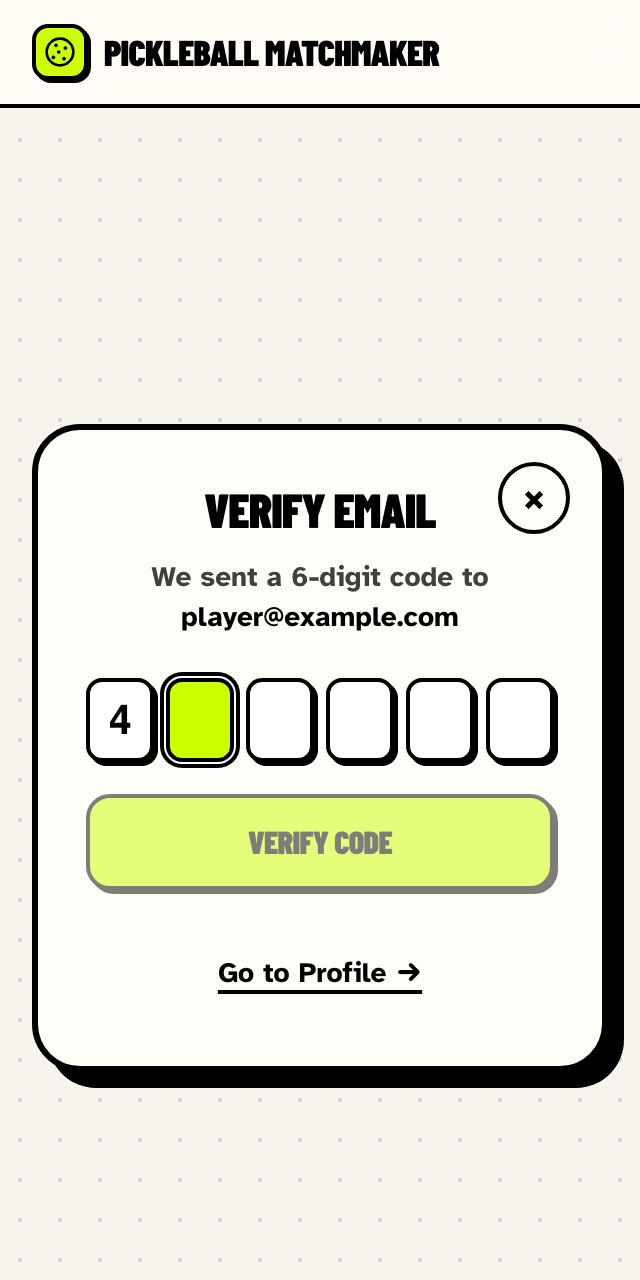 PICKLEBALL MATCHMAKER
×
VERIFY EMAIL
We sent a 6-digit code to
player@example.com
4
VERIFY CODE
Go to Profile →